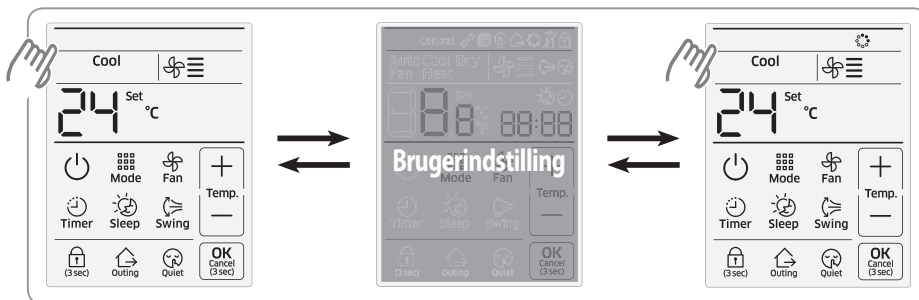 Cool
24 Set °C
Mode Fan
Temp.
Timer Sleep Swing
(3 sec) Outing Quiet
OK
Cancel
(3 sec)
Central
Auto Cool Dry
Fan Heat
88 Set
88:88
Brugerindstilling
Mode Fan
Temp.
Timer Sleep Swing
(3 sec) Outing Quiet
OK
Cancel
(3 sec)
Cool
24 Set °C
Mode Fan
Temp.
Timer Sleep Swing
(3 sec) Outing Quiet
OK
Cancel
(3 sec)